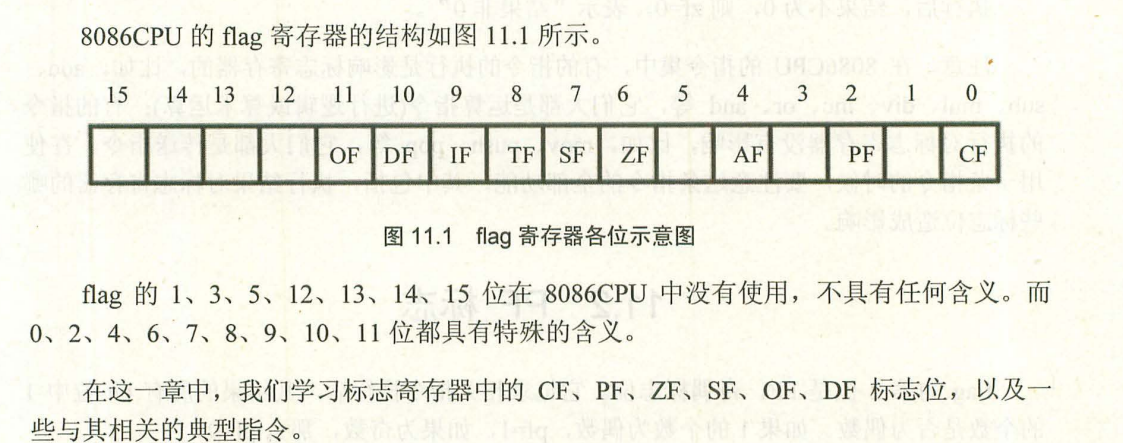 8086CPU 的 flag 寄存器的结构如图 11.1 所示。
15 14 13 12 11 10 9 8 7 6 5 4 3 2 1 0
OF DF IF TF SF ZF AF PF CF
图 11.1 flag 寄存器各位示意图
flag 的 1、3、5、12、13、14、15 位在 8086CPU 中没有使用，不具有任何含义。而
0、2、4、6、7、8、9、10、11 位都具有特殊的含义。
在这一章中，我们学习标志寄存器中的 CF、PF、ZF、SF、OF、DF 标志位，以及一
些与其相关的典型指令。